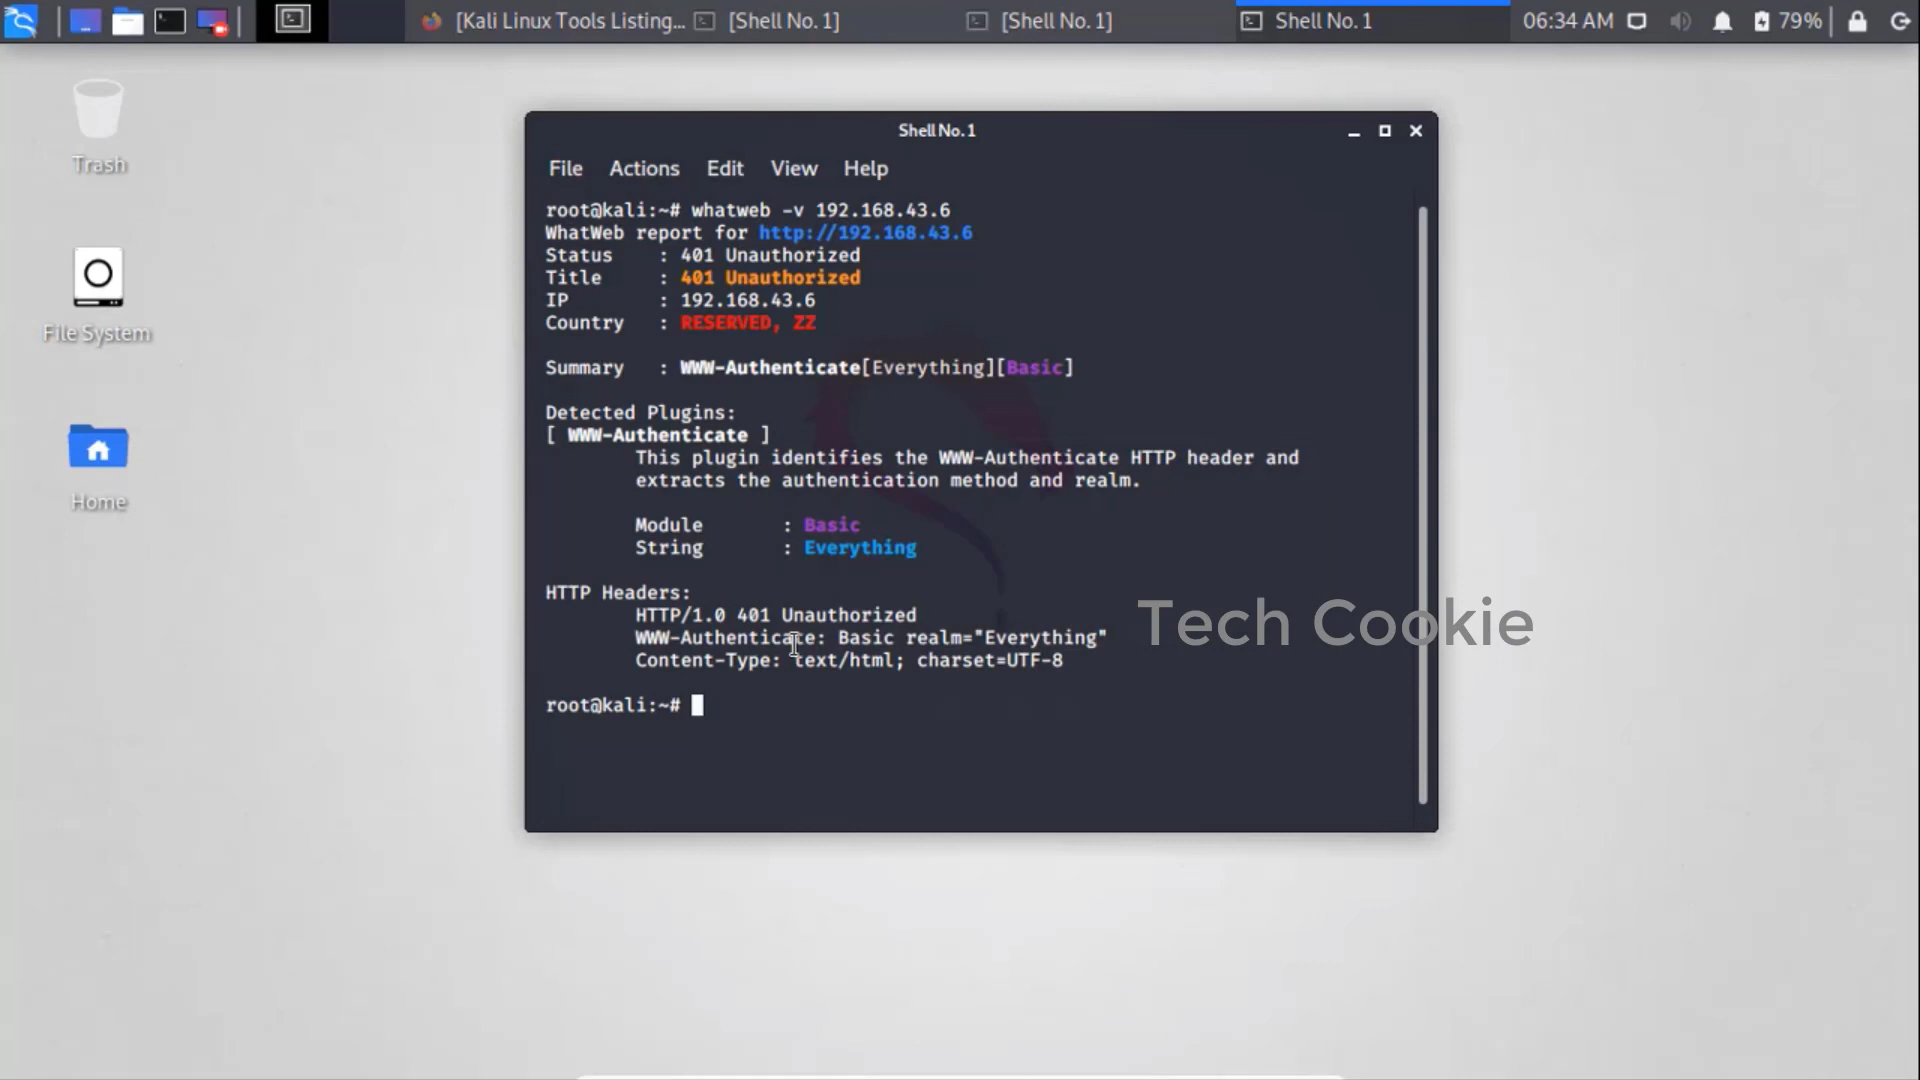 [Kali Linux Tools Listing... [Shell No. 1] [Shell No. 1] Shell No. 1 06:34 AM 79%
Trash
File System
Home
Shell No. 1
File Actions Edit View Help
root@kali:~# whatweb -v 192.168.43.6
WhatWeb report for http://192.168.43.6
Status : 401 Unauthorized
Title : 401 Unauthorized
IP : 192.168.43.6
Country : RESERVED, ZZ
Summary : WWW-Authenticate[Everything][Basic]
Detected Plugins:
[ WWW-Authenticate ]
This plugin identifies the WWW-Authenticate HTTP header and
extracts the authentication method and realm.
Module : Basic
String : Everything
HTTP Headers:
HTTP/1.0 401 Unauthorized
WWW-Authenticate: Basic realm="Everything"
Content-Type: text/html; charset=UTF-8
root@kali:~#
Tech Cookie